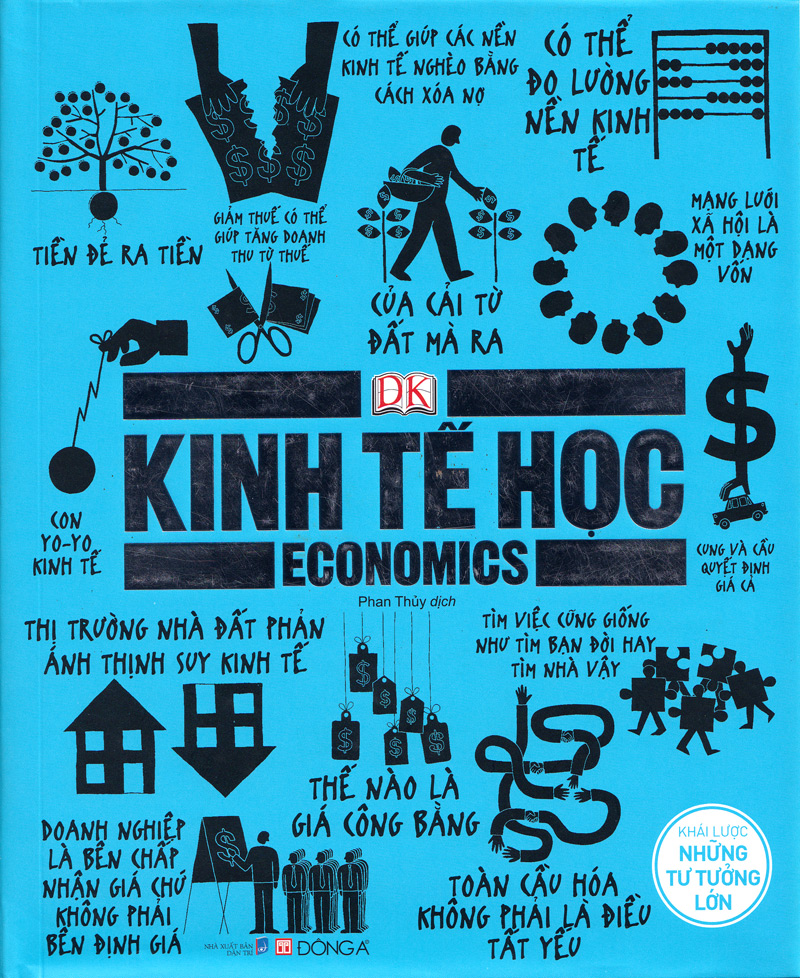 CÓ THỂ GIÚP CÁC NỀN
KINH TẾ NGHÈO BẰNG
CÁCH XÓA NỢ
CÓ THỂ
ĐO LƯỜNG
NỀN KINH
TẾ
TIỀN ĐẺ RA TIỀN
GIẢM THUẾ CÓ THỂ
GIÚP TĂNG DOANH
THU TỪ THUẾ
CỦA CẢI TỪ
ĐẤT MÀ RA
MẠNG LƯỚI
XÃ HỘI LÀ
MỘT DẠNG
VỐN
DK
KINH TẾ HỌC
ECONOMICS
Phan Thủy dịch
CON
YO-YO
KINH TẾ
CUNG VÀ CẦU
QUYẾT ĐỊNH
GIÁ CẢ
THỊ TRƯỜNG NHÀ ĐẤT PHẢN
ÁNH THỊNH SUY KINH TẾ
TÌM VIỆC CŨNG GIỐNG
NHƯ TÌM BẠN ĐỜI HAY
TÌM NHÀ VẬY
THẾ NÀO LÀ
GIÁ CÔNG BẰNG
DOANH NGHIỆP
LÀ BÊN CHẤP
NHẬN GIÁ CHỨ
KHÔNG PHẢI
BÊN ĐỊNH GIÁ
TOÀN CẦU HÓA
KHÔNG PHẢI LÀ ĐIỀU
TẤT YẾU
KHÁI LƯỢC
NHỮNG
TƯ TƯỞNG
LỚN
NHÀ XUẤT BẢN
DÂN TRÍ
ĐÔNG A